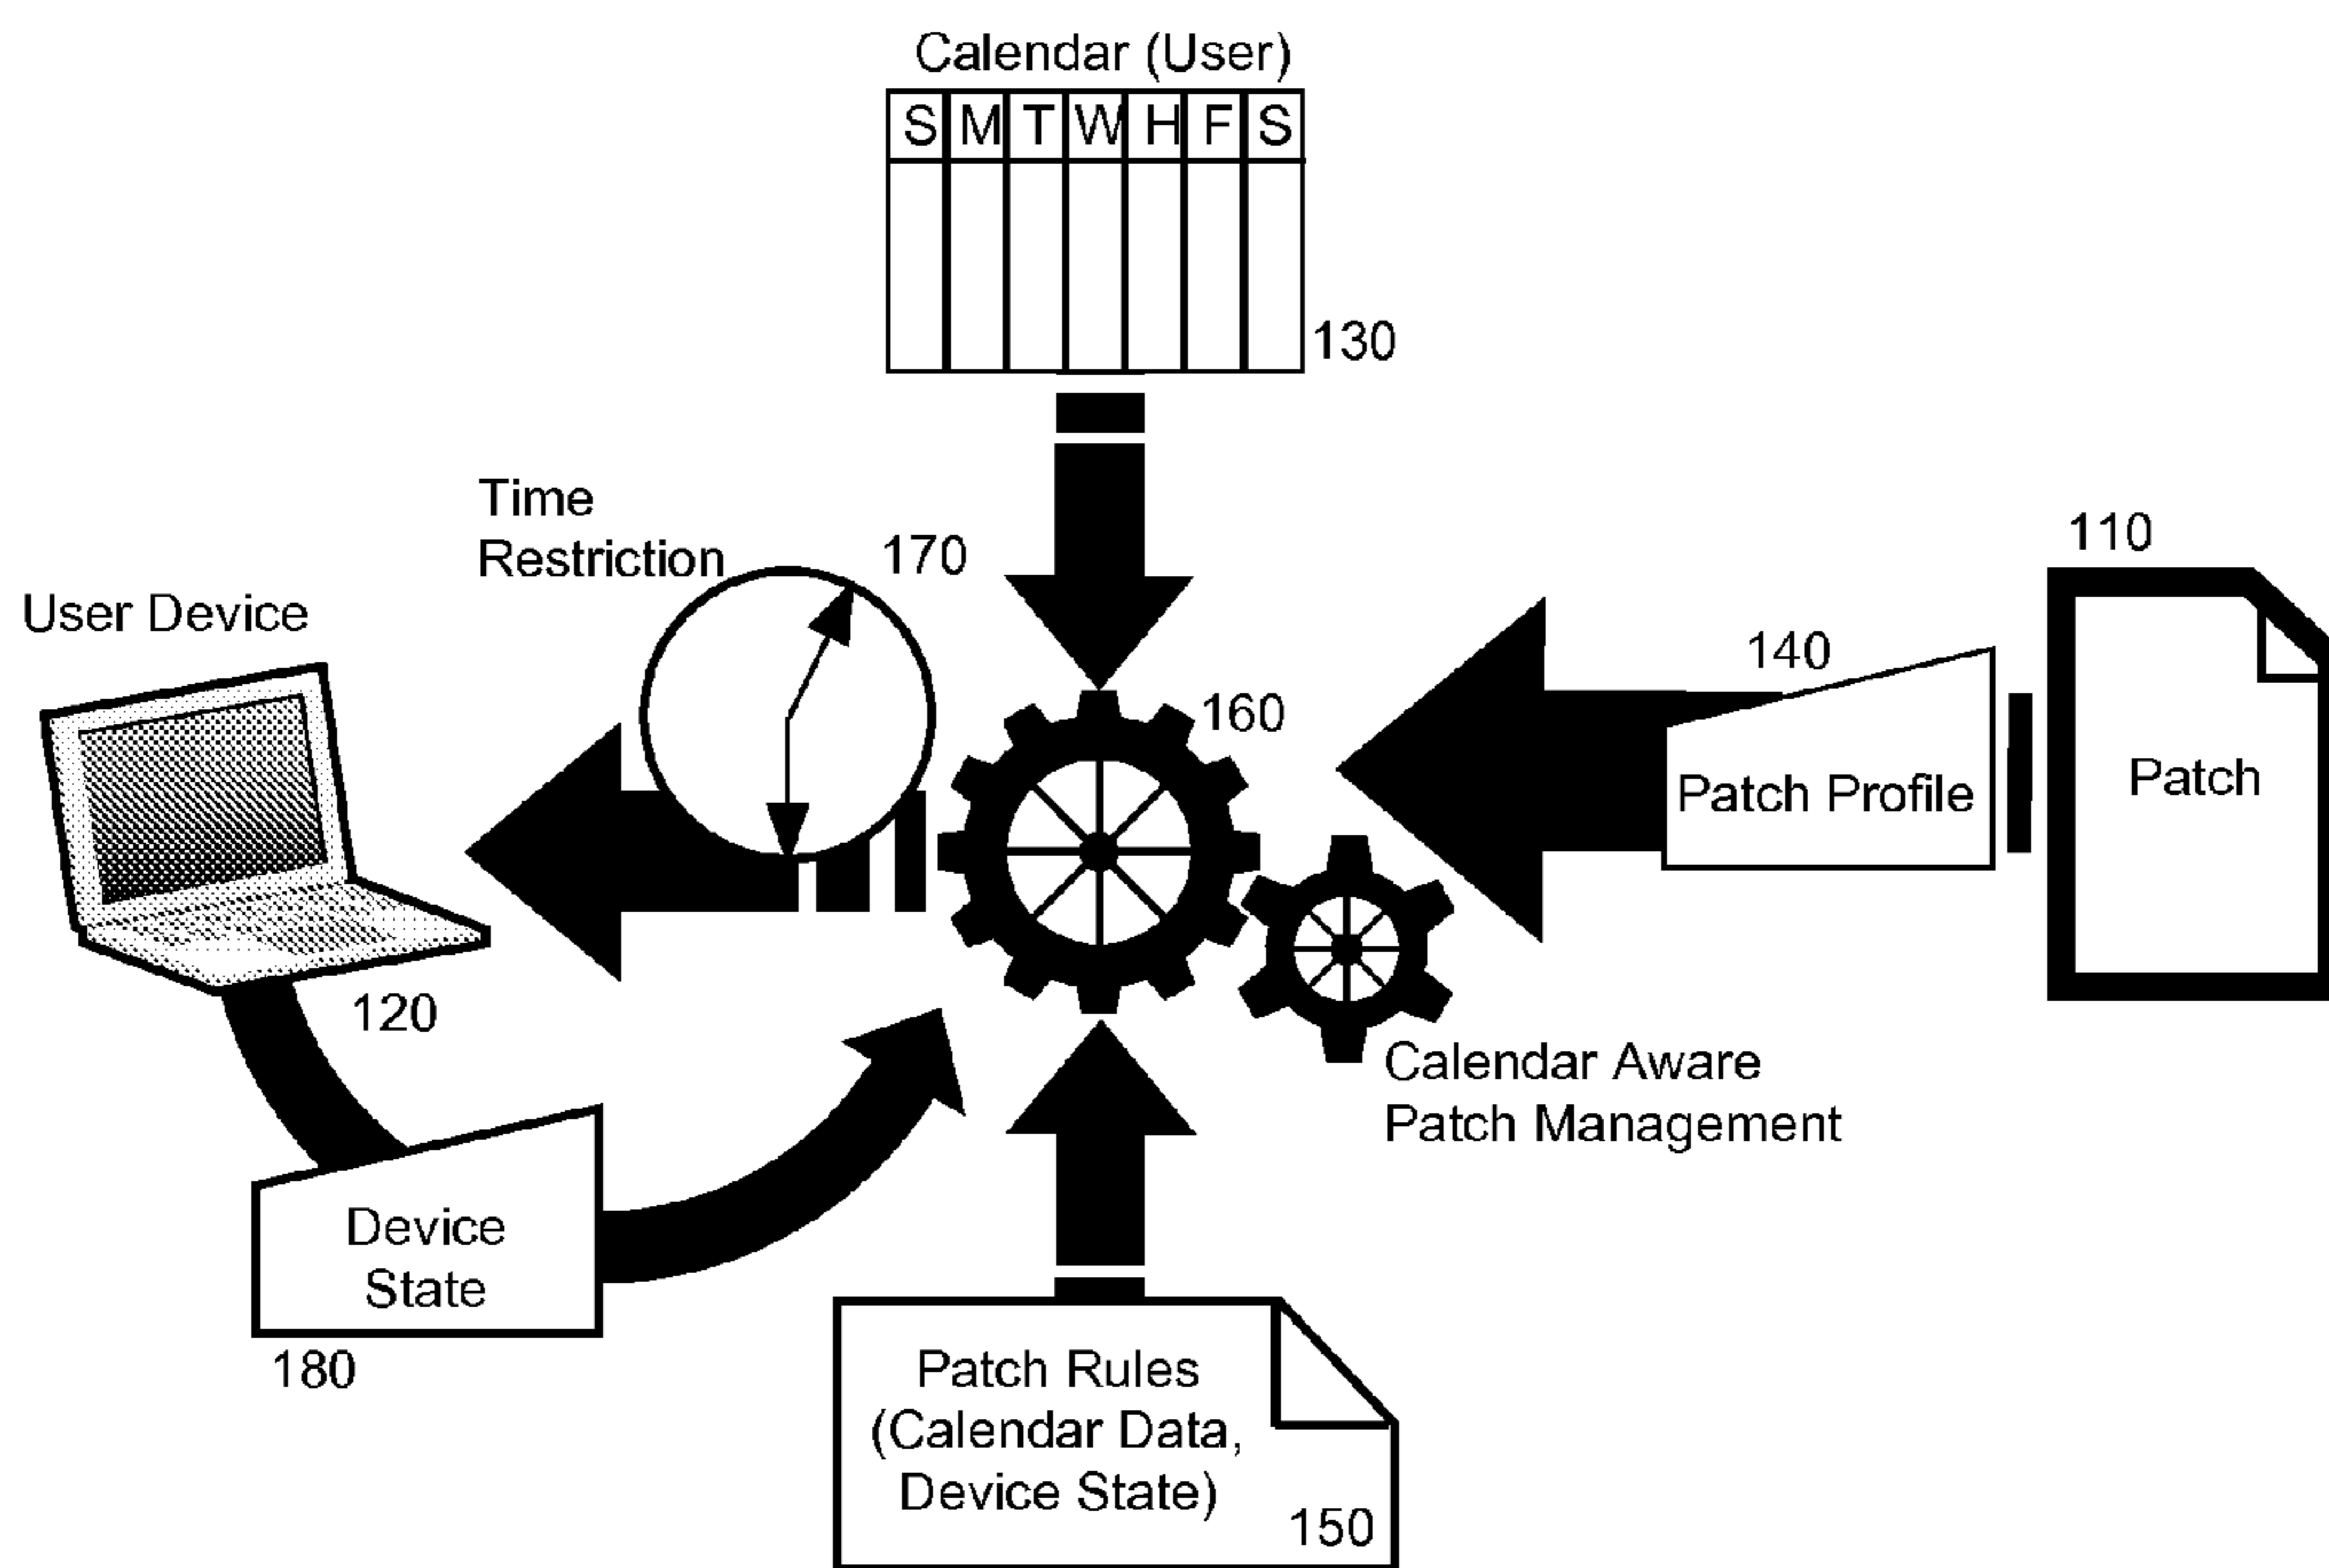 Calendar (User)
S M T W H F S
130
Time
Restriction
170
110
User Device
140
160
Patch Profile
Patch
120
Calendar Aware
Patch Management
Device
State
180
Patch Rules
(Calendar Data,
Device State)
150